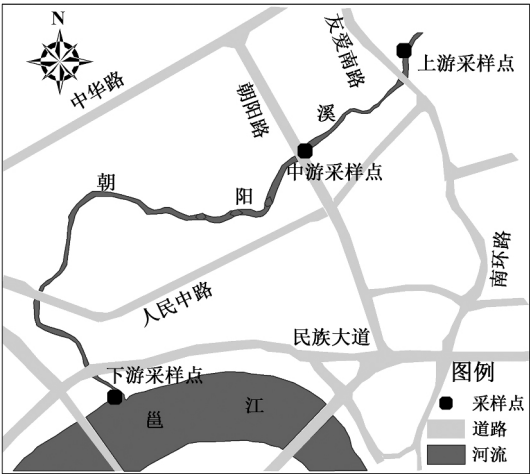 N
友爱南路
上游采样点
中华路
朝阳路
溪
中游采样点
朝
阳
南环路
人民中路
民族大道
下游采样点
邕
江
图例
采样点
道路
河流